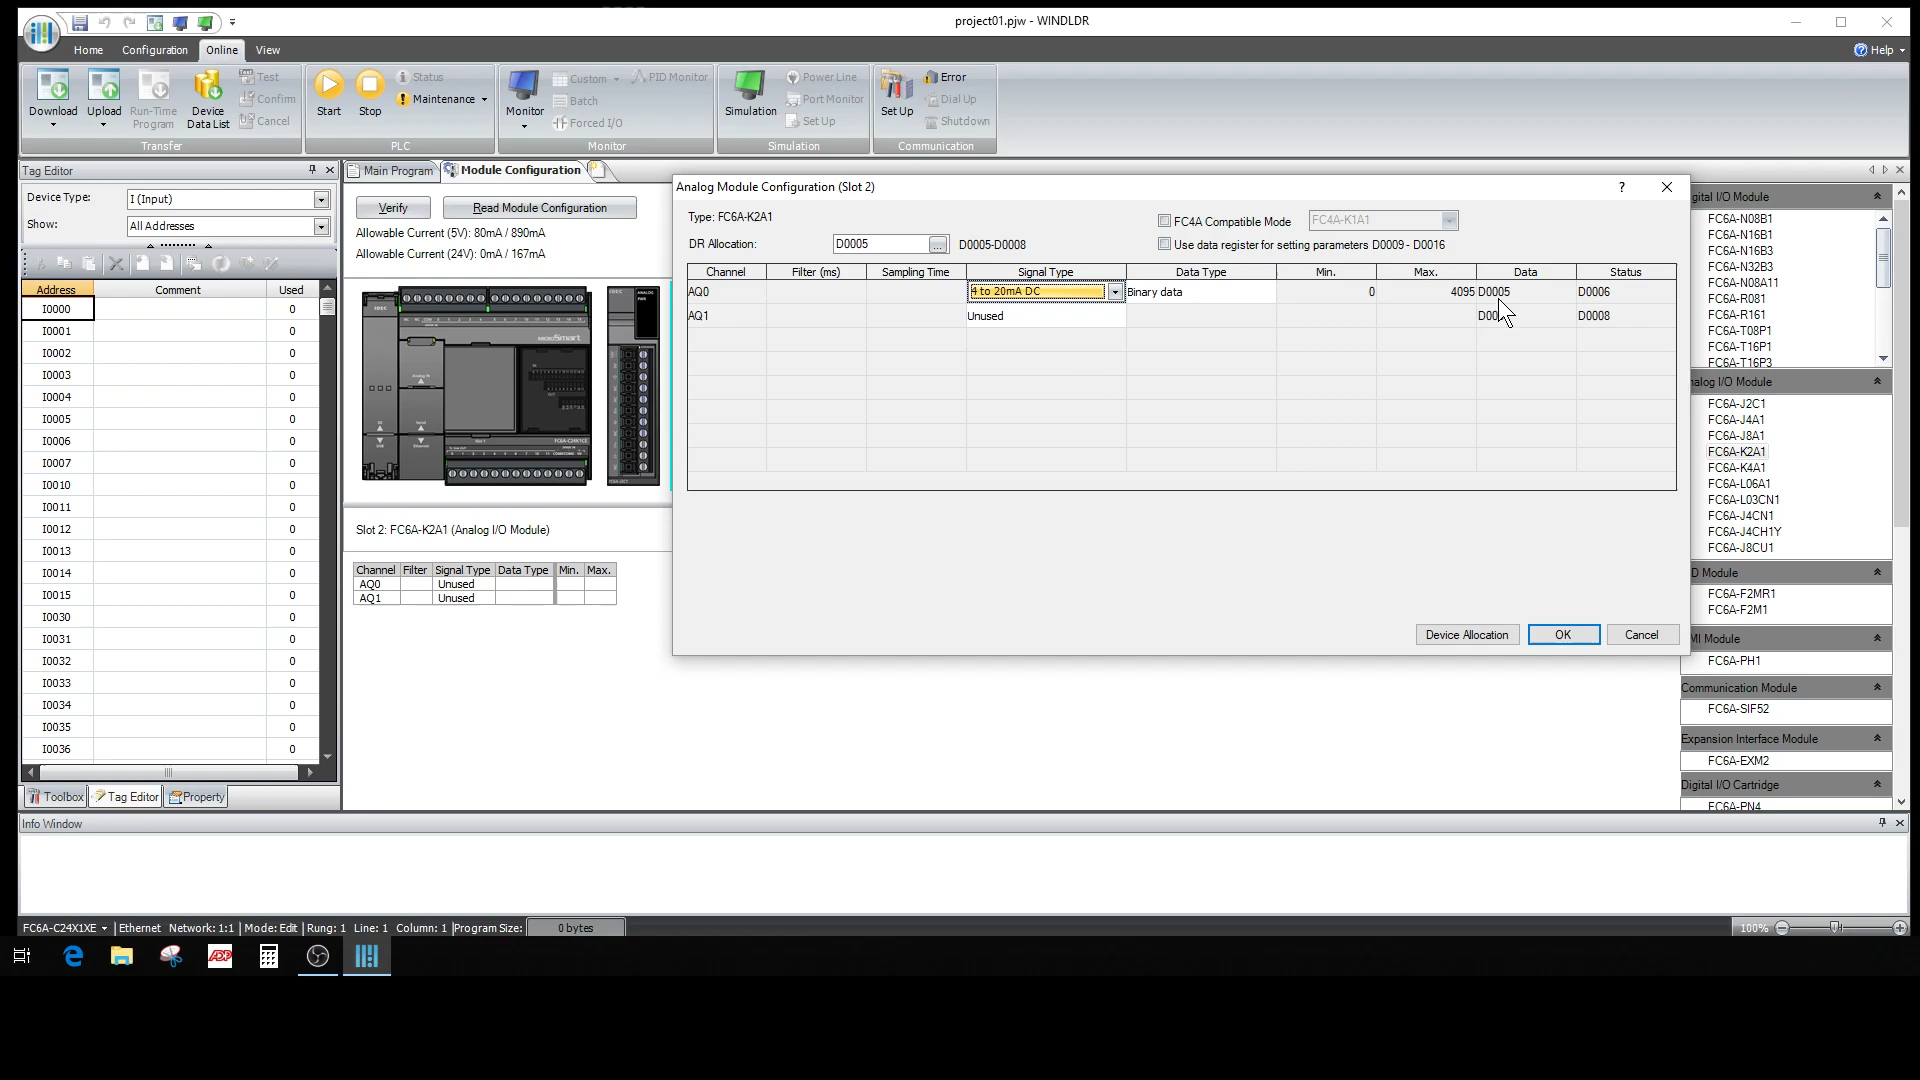 project01.pjw - WINDLDR
Home Configuration Online View Help
Download Upload Run-Time Program Device Data List Test Confirm Cancel
Transfer
Start Stop Status Maintenance
PLC
Monitor Custom Batch Forced I/O PID Monitor
Monitor
Simulation Power Line Port Monitor Set Up
Simulation
Set Up Error Dial Up Shutdown
Communication
Tag Editor
Device Type: I (Input)
Show: All Addresses
Address Comment Used
I0000 0
I0001 0
I0002 0
I0003 0
I0004 0
I0005 0
I0006 0
I0007 0
I0010 0
I0011 0
I0012 0
I0013 0
I0014 0
I0015 0
I0030 0
I0031 0
I0032 0
I0033 0
I0034 0
I0035 0
I0036 0
Toolbox Tag Editor Property
Main Program Module Configuration
Verify Read Module Configuration
Allowable Current (5V): 80mA / 890mA
Allowable Current (24V): 0mA / 167mA
Slot 2: FC6A-K2A1 (Analog I/O Module)
Channel Filter Signal Type Data Type Min. Max.
AQ0 Unused
AQ1 Unused
Analog Module Configuration (Slot 2) ?
Type: FC6A-K2A1
FC4A Compatible Mode FC4A-K1A1
DR Allocation: D0005 ... D0005-D0008
Use data register for setting parameters D0009 - D0016
Channel Filter (ms) Sampling Time Signal Type Data Type Min. Max. Data Status
AQ0 4 to 20mA DC Binary data 0 4095 D0005 D0006
AQ1 Unused D0008
Device Allocation OK Cancel
igital I/O Module
FC6A-N08B1
FC6A-N16B1
FC6A-N16B3
FC6A-N32B3
FC6A-N08A11
FC6A-R081
FC6A-R161
FC6A-T08P1
FC6A-T16P1
FC6A-T16P3
nalog I/O Module
FC6A-J2C1
FC6A-J4A1
FC6A-J8A1
FC6A-K2A1
FC6A-K4A1
FC6A-L06A1
FC6A-L03CN1
FC6A-J4CN1
FC6A-J4CH1Y
FC6A-J8CU1
D Module
FC6A-F2MR1
FC6A-F2M1
MI Module
FC6A-PH1
Communication Module
FC6A-SIF52
Expansion Interface Module
FC6A-EXM2
Digital I/O Cartridge
FC6A-PN4
Info Window
FC6A-C24X1XE Ethernet Network: 1:1 Mode: Edit Rung: 1 Line: 1 Column: 1 Program Size: 0 bytes 100%
ADP